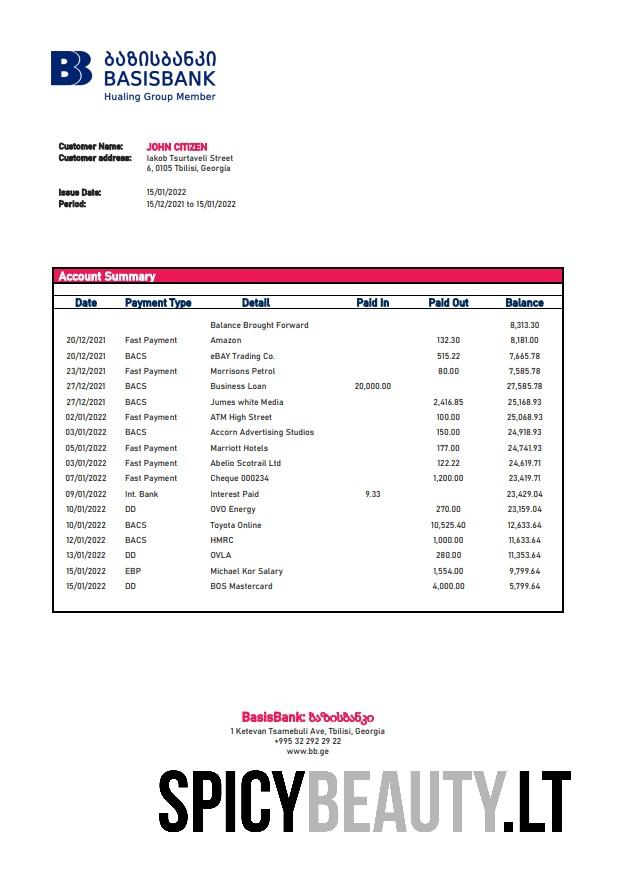 ბაზისბანკი
BASISBANK
Hualing Group Member
Customer Name: JOHN CITIZEN
Customer address: Iakob Tsurtaveli Street
6, 0105 Tbilisi, Georgia
Issue Date: 15/01/2022
Period: 15/12/2021 to 15/01/2022
Account Summary
Date Payment Type Detail Paid In Paid Out Balance
Balance Brought Forward 8,313.30
20/12/2021 Fast Payment Amazon 132.30 8,181.00
20/12/2021 BACS eBAY Trading Co. 515.22 7,665.78
23/12/2021 Fast Payment Morrisons Petrol 80.00 7,585.78
27/12/2021 BACS Business Loan 20,000.00 27,585.78
27/12/2021 BACS Jumes white Media 2,416.85 25,168.93
02/01/2022 Fast Payment ATM High Street 100.00 25,068.93
03/01/2022 BACS Accorn Advertising Studios 150.00 24,918.93
05/01/2022 Fast Payment Marriott Hotels 177.00 24,741.93
03/01/2022 Fast Payment Abelio Scotrail Ltd 122.22 24,619.71
07/01/2022 Fast Payment Cheque 000234 1,200.00 23,419.71
09/01/2022 Int. Bank Interest Paid 9.33 23,429.04
10/01/2022 DD OVO Energy 270.00 23,159.04
10/01/2022 BACS Toyota Online 10,525.40 12,633.64
12/01/2022 BACS HMRC 1,000.00 11,633.64
13/01/2022 DD OVLA 280.00 11,353.64
15/01/2022 EBP Michael Kor Salary 1,554.00 9,799.64
15/01/2022 DD BOS Mastercard 4,000.00 5,799.64
BasisBank: ბაზისბანკი
1 Ketevan Tsamebuli Ave, Tbilisi, Georgia
+995 32 292 29 22
www.bb.ge
SPICYBEAUTY.LT